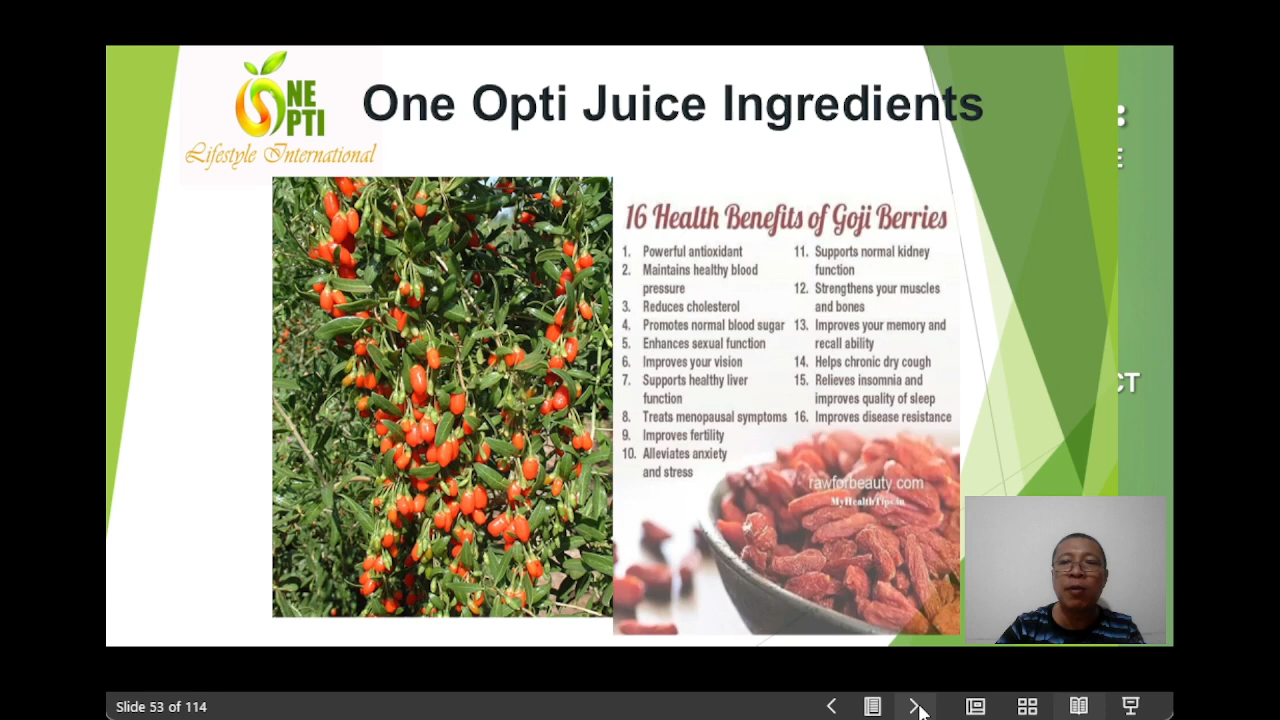 ONE
OPTI
Lifestyle International
One Opti Juice Ingredients
16 Health Benefits of Goji Berries
1. Powerful antioxidant
2. Maintains healthy blood
pressure
3. Reduces cholesterol
4. Promotes normal blood sugar
5. Enhances sexual function
6. Improves your vision
7. Supports healthy liver
function
8. Treats menopausal symptoms
9. Improves fertility
10. Alleviates anxiety
and stress
11. Supports normal kidney
function
12. Strengthens your muscles
and bones
13. Improves your memory and
recall ability
14. Helps chronic dry cough
15. Relieves insomnia and
improves quality of sleep
16. Improves disease resistance
rawforbeauty.com
MyHealthTips.in
:
E
CT
Slide 53 of 114